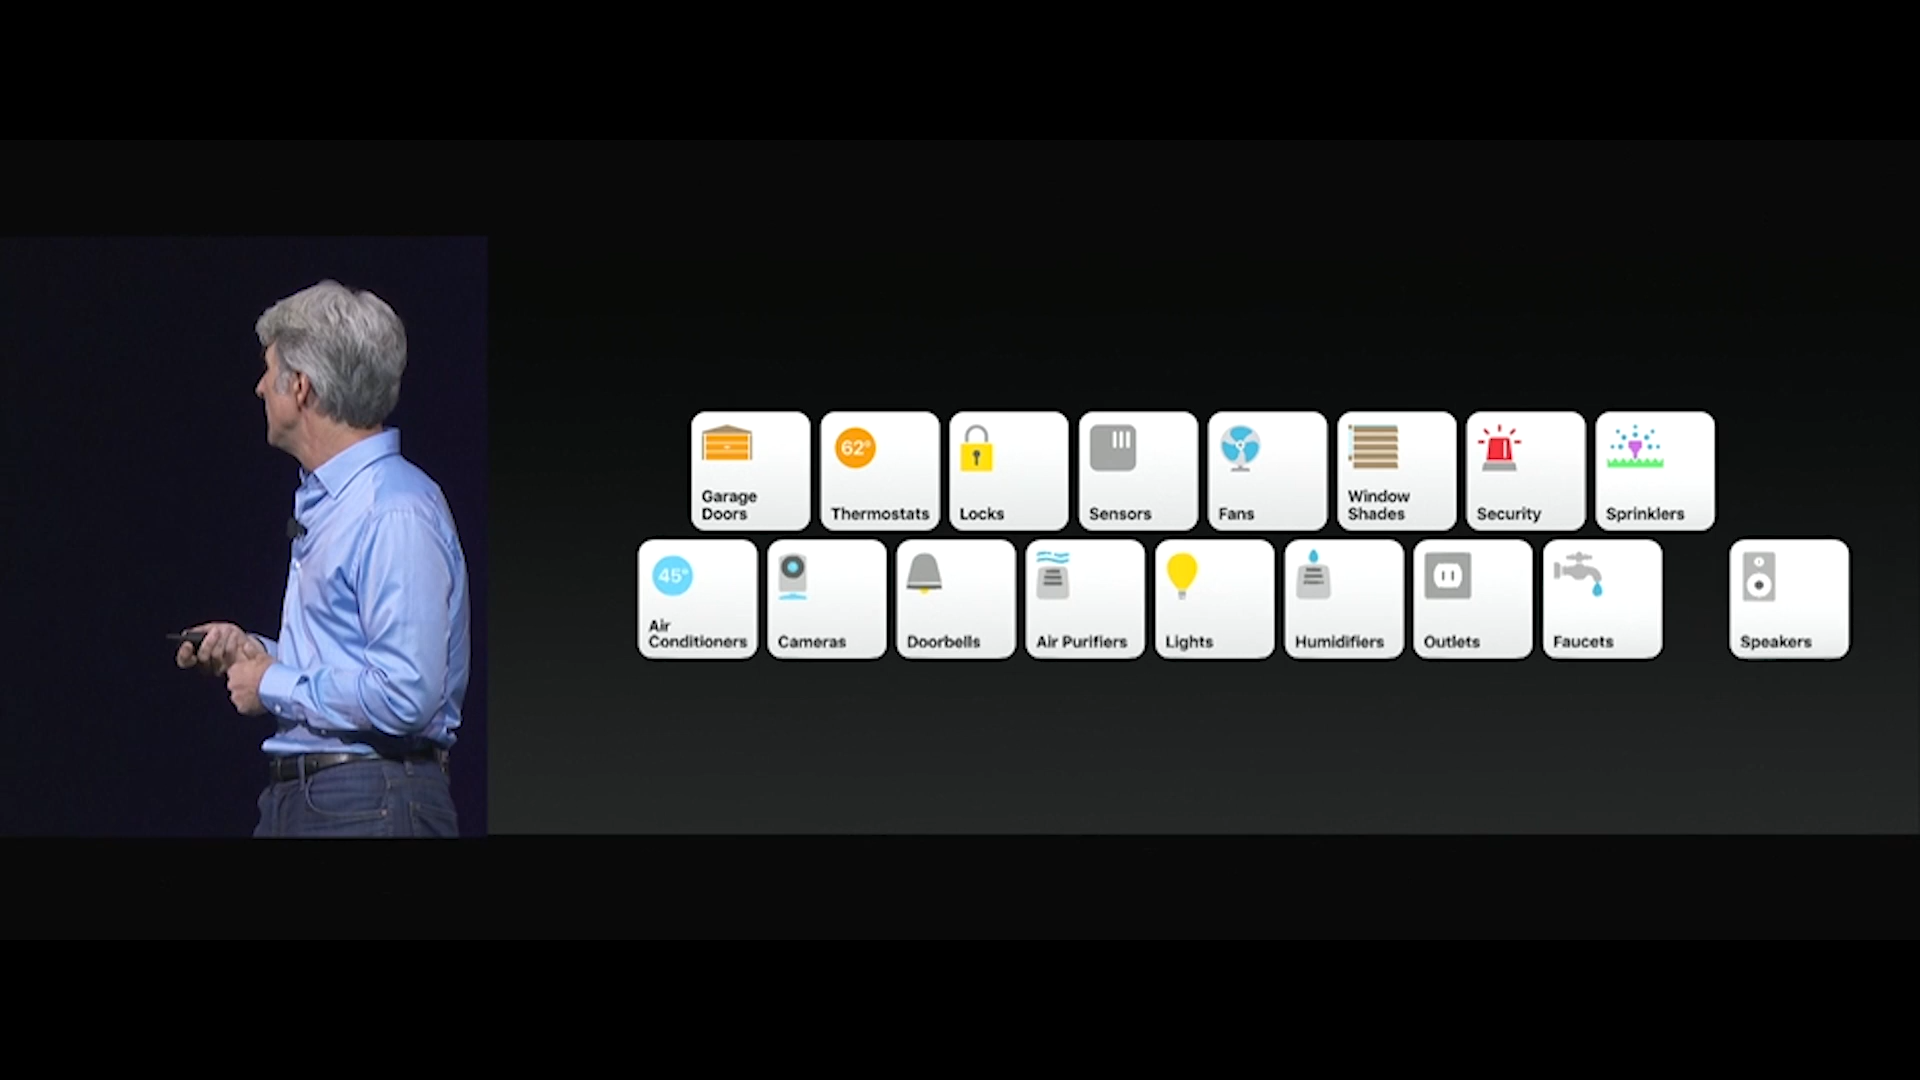 62°
Garage
Doors
Thermostats
Locks
Sensors
Fans
Window
Shades
Security
Sprinklers
45°
Air
Conditioners
Cameras
Doorbells
Air Purifiers
Lights
Humidifiers
Outlets
Faucets
Speakers